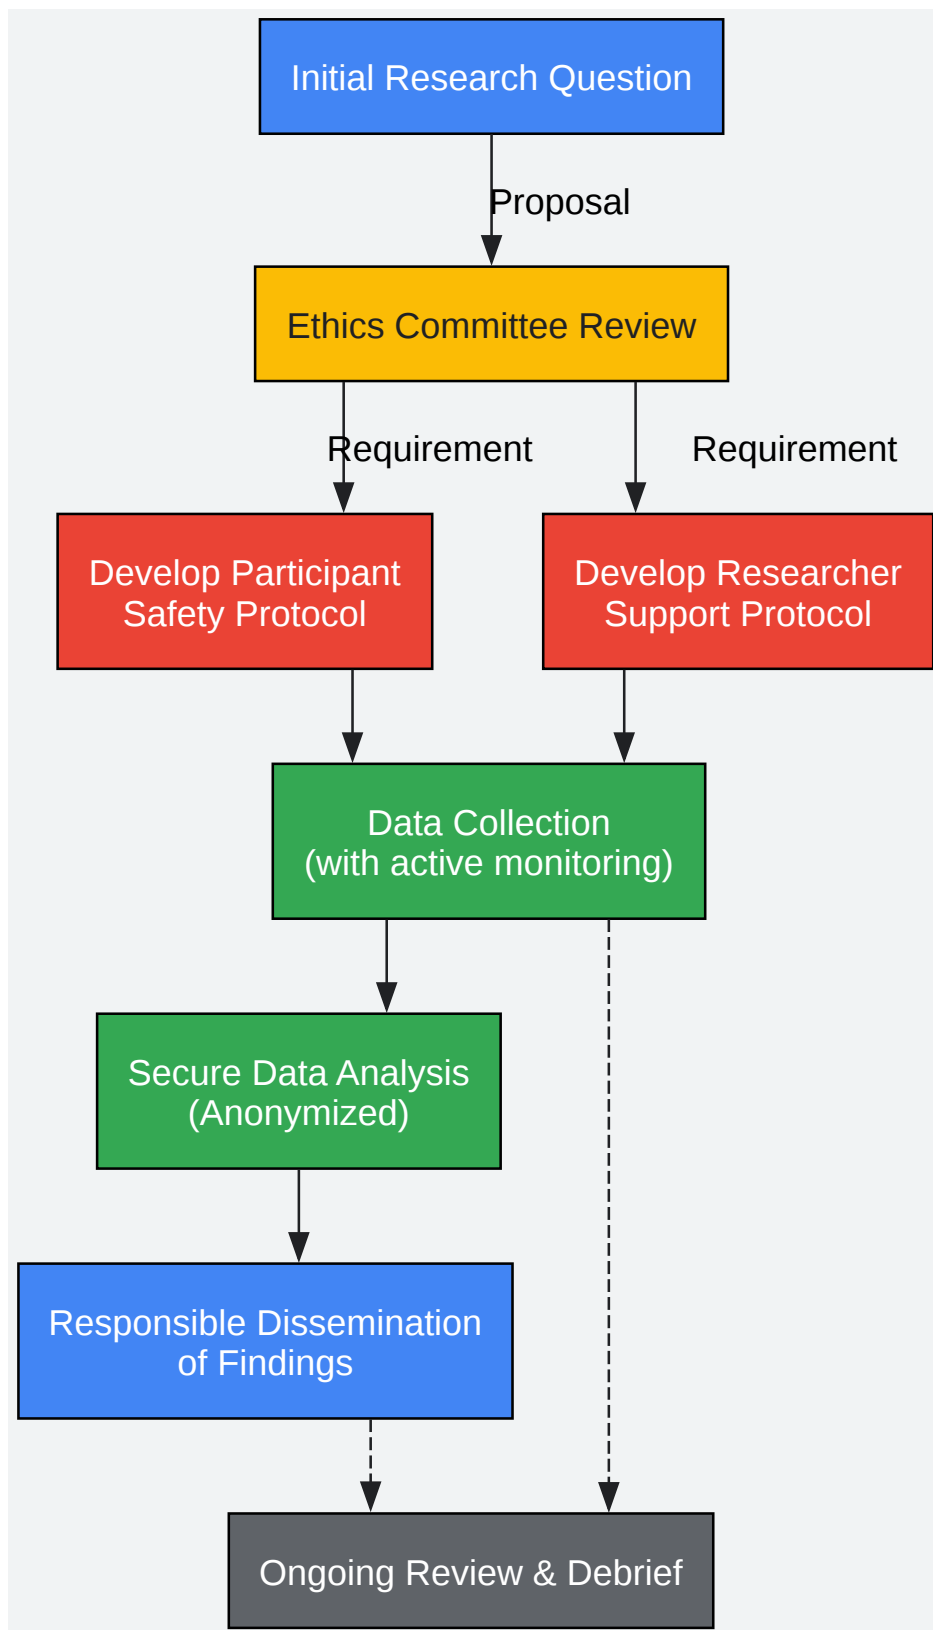 Initial Research Question
Proposal
Ethics Committee Review
Requirement
Requirement
Develop Participant
Safety Protocol
Develop Researcher
Support Protocol
Data Collection
(with active monitoring)
Secure Data Analysis
(Anonymized)
Responsible Dissemination
of Findings
Ongoing Review & Debrief